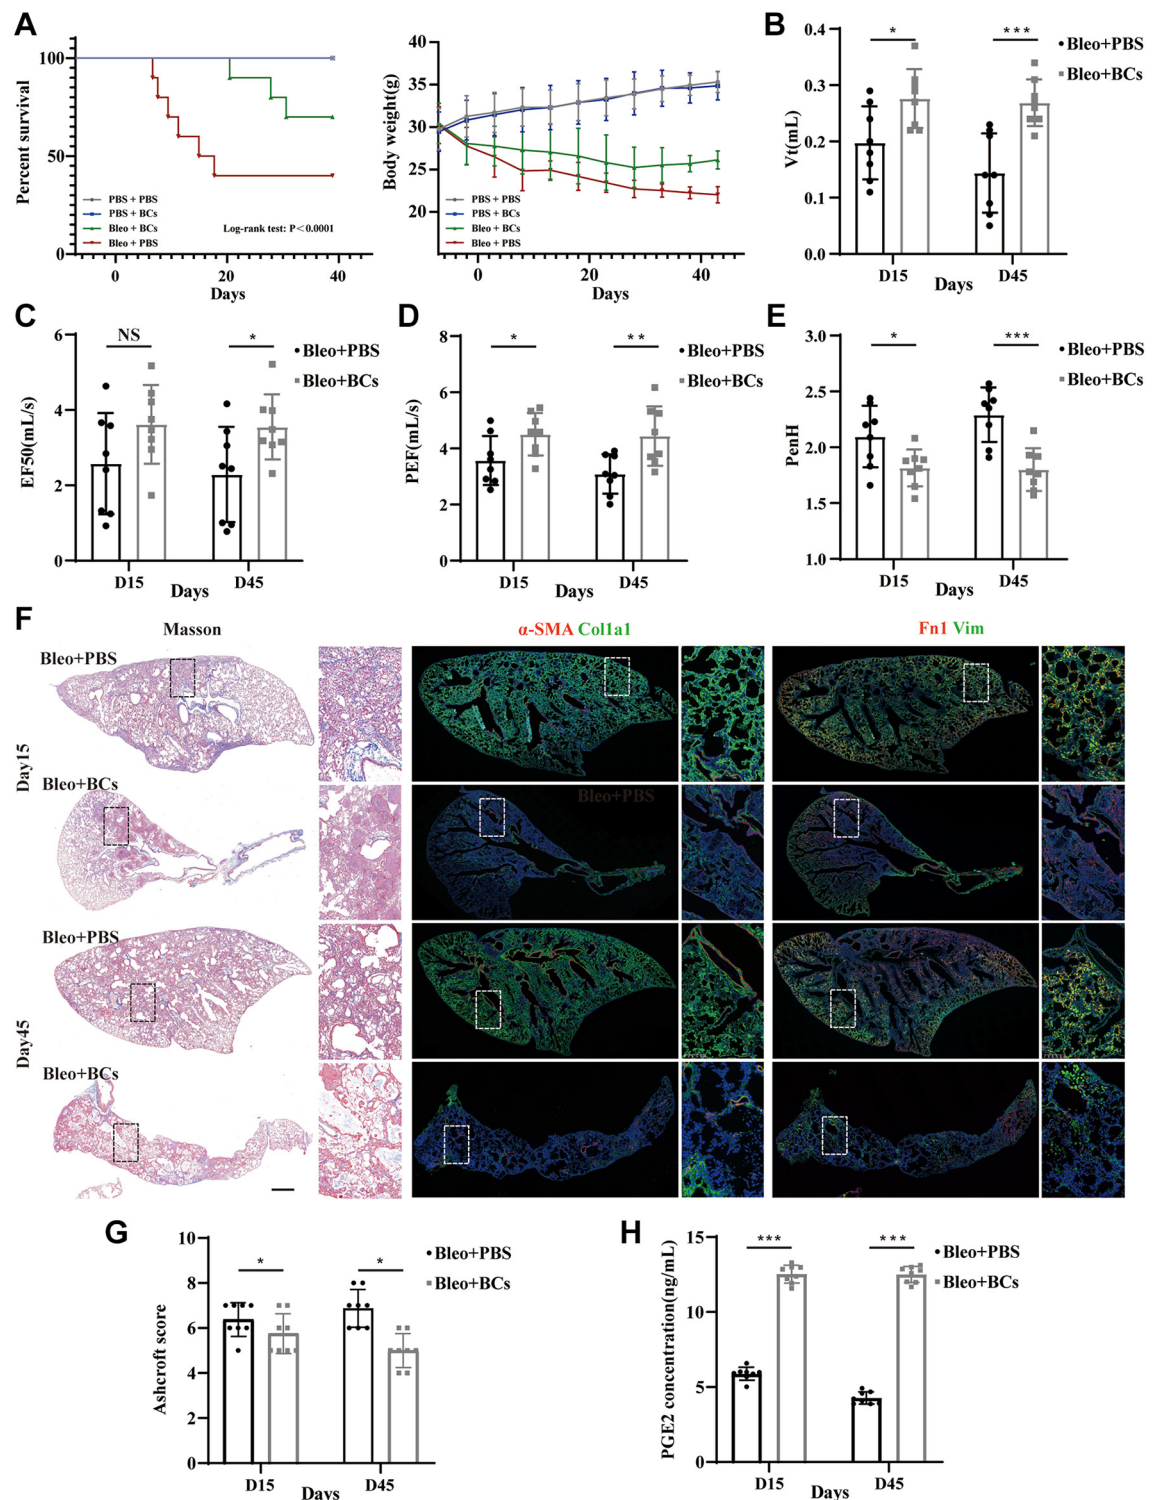 A
Percent survival
100
50
0
PBS + PBS
PBS + BCs
Bleo + BCs
Bleo + PBS
Log-rank test: P＜0.0001
0 20 40
Days
Body weight(g)
40
35
30
25
20
PBS + PBS
PBS + BCs
Bleo + BCs
Bleo + PBS
0 20 40
Days
B
Vt(mL)
0.4
0.3
0.2
0.1
0.0
* ***
Bleo+PBS
Bleo+BCs
D15 D45
Days
C
EF50(mL/s)
6
4
2
0
NS *
Bleo+PBS
Bleo+BCs
D15 D45
Days
D
PEF(mL/s)
8
6
4
2
0
* **
Bleo+PBS
Bleo+BCs
D15 D45
Days
E
PenH
3.0
2.5
2.0
1.5
1.0
* ***
Bleo+PBS
Bleo+BCs
D15 D45
Days
F
Masson
α-SMA Col1a1
Fn1 Vim
Day15
Bleo+PBS
Bleo+BCs
Bleo+PBS
Day45
Bleo+PBS
Bleo+BCs
G
Ashcroft score
10
8
6
4
2
0
* *
Bleo+PBS
Bleo+BCs
D15 D45
Days
H
PGE2 concentration(ng/mL)
15
10
5
0
*** ***
Bleo+PBS
Bleo+BCs
D15 D45
Days